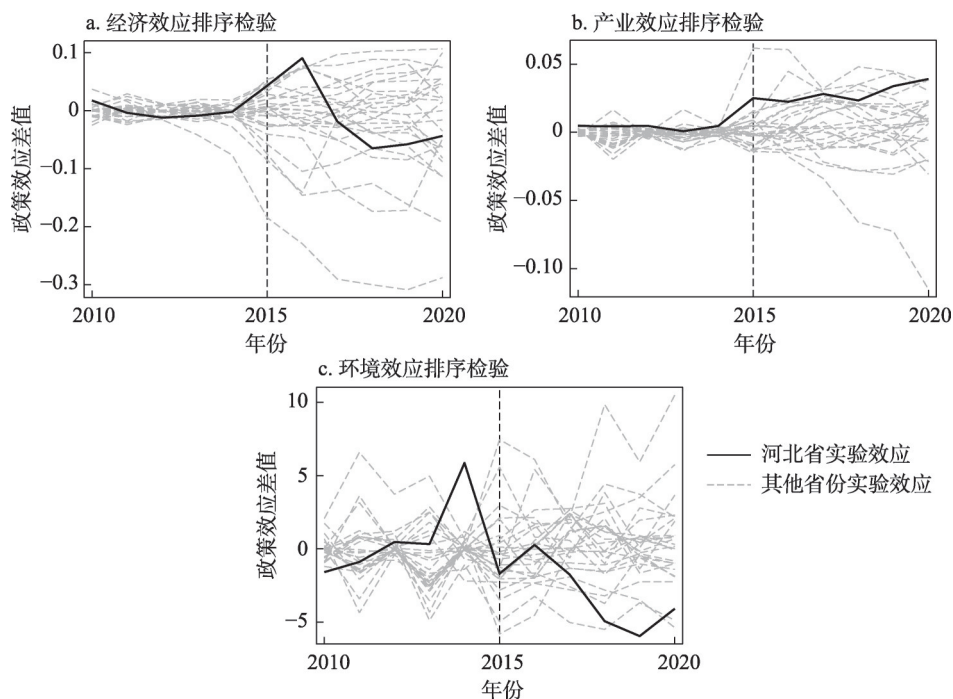 a. 经济效应排序检验
0.1
0
−0.1
−0.2
−0.3
政策效应差值
2010
2015
2020
年份
b. 产业效应排序检验
0.05
0
−0.05
−0.10
政策效应差值
2010
2015
2020
年份
c. 环境效应排序检验
10
5
0
−5
政策效应差值
2010
2015
2020
年份
河北省实验效应
其他省份实验效应